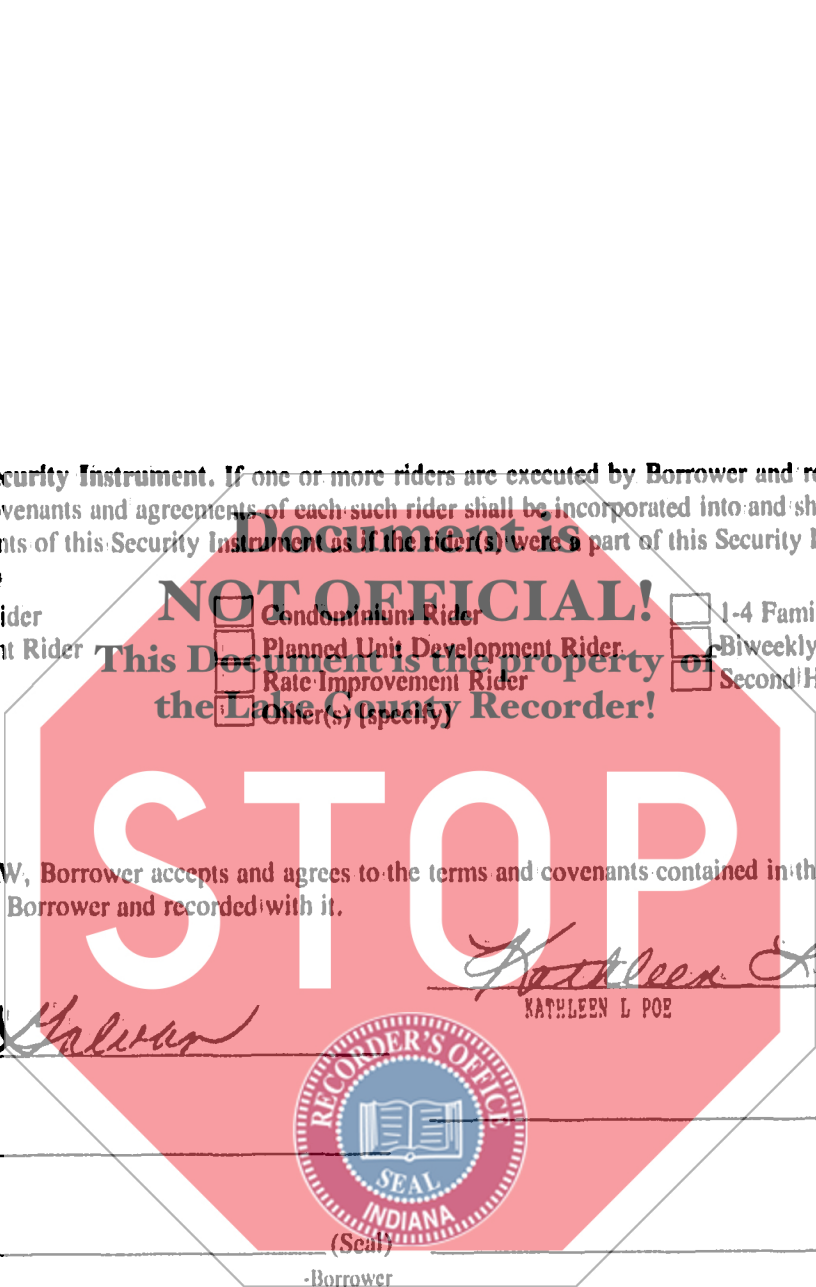 curity Instrument. If one or more riders are executed by Borrower and re
venants and agreements of each such rider shall be incorporated into and sh
nts of this Security Instrument as if the rider(s) were a part of this Security I
Document is
NOT OFFICIAL!
This Document is the property of
the Lake County Recorder!
ider Condominium Rider 1-4 Fami
nt Rider Planned Unit Development Rider Biweekly
Rate Improvement Rider Second H
Other(s) [specify]
STOP
W, Borrower accepts and agrees to the terms and covenants contained in th
Borrower and recorded with it.
Kathleen L
KATHLEEN L POE
Galvan
RECORDER'S OFFICE
SEAL
INDIANA
(Seal)
-Borrower